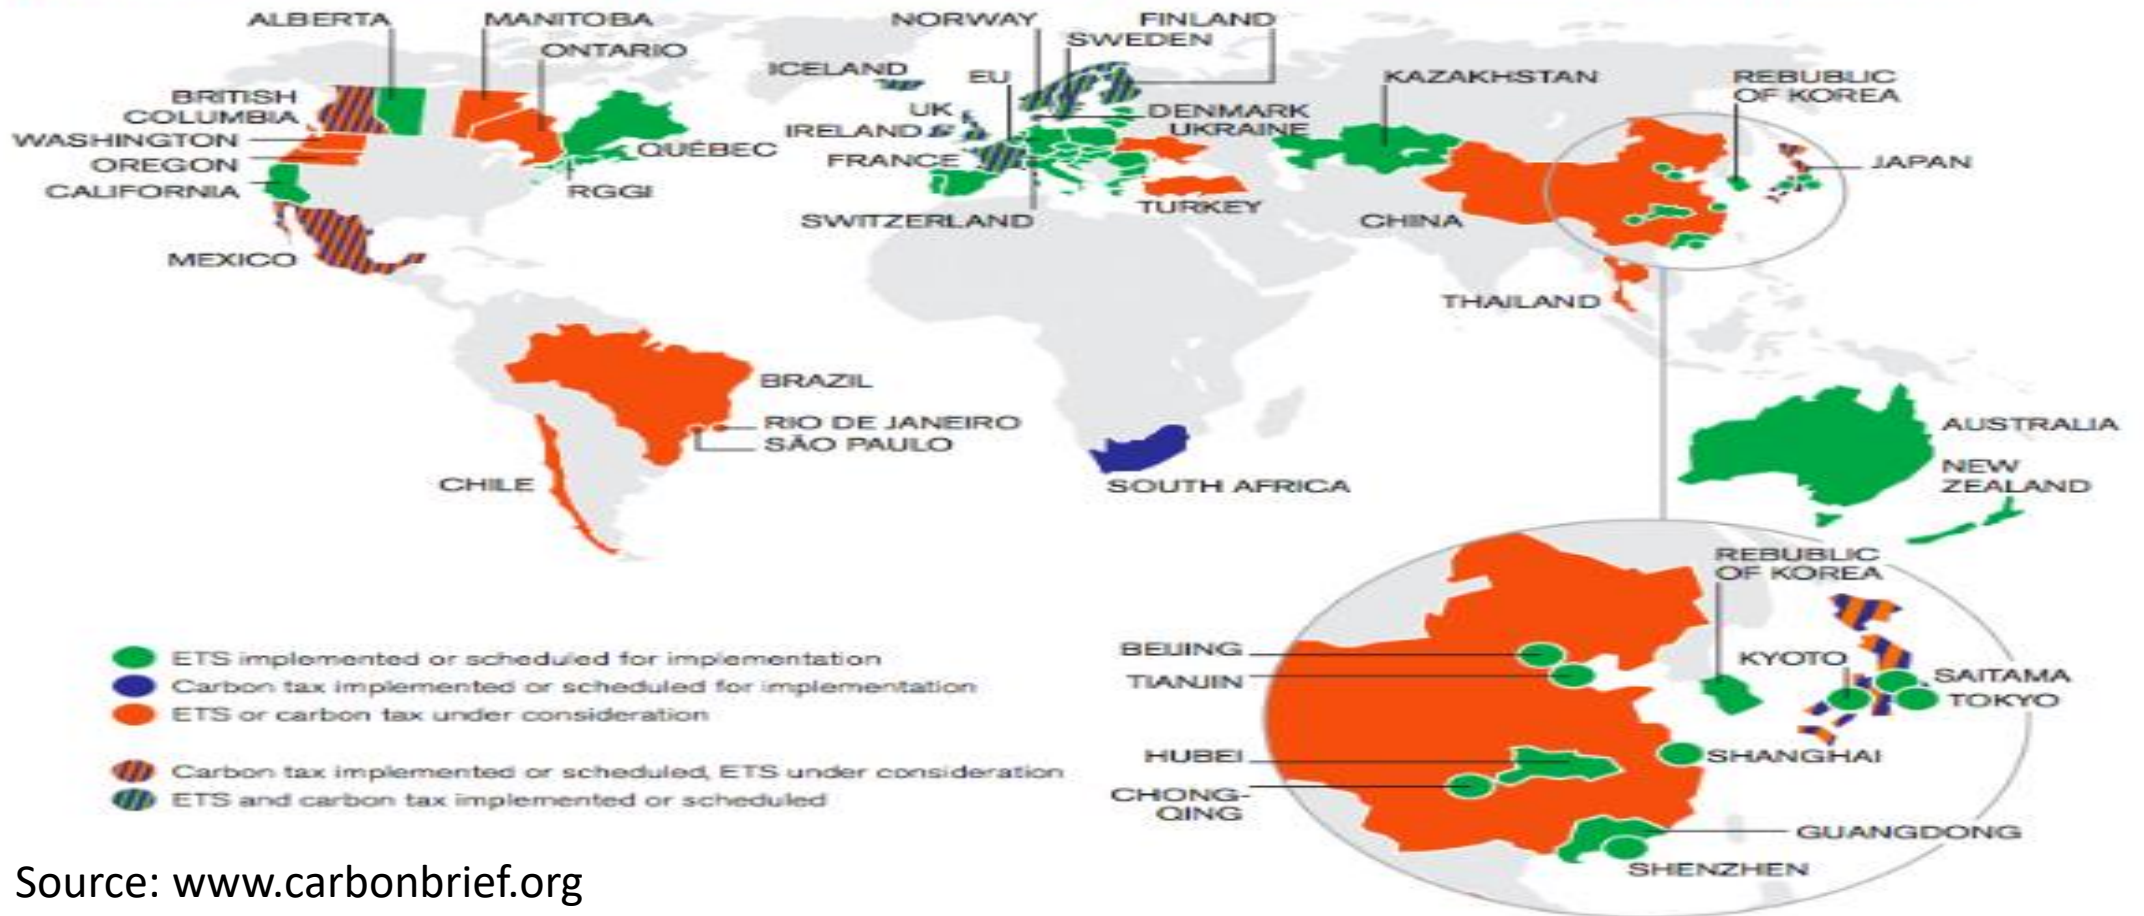 ALBERTA
MANITOBA
ONTARIO
NORWAY
FINLAND
SWEDEN
ICELAND
EU
KAZAKHSTAN
REBUBLIC
OF KOREA
BRITISH
COLUMBIA
UK
DENMARK
WASHINGTON
IRELAND
UKRAINE
OREGON
QUÉBEC
FRANCE
JAPAN
CALIFORNIA
RGGI
SWITZERLAND
TURKEY
CHINA
MEXICO
THAILAND
BRAZIL
RIO DE JANEIRO
SÃO PAULO
CHILE
SOUTH AFRICA
AUSTRALIA
NEW
ZEALAND
REBUBLIC
OF KOREA
BEIJING
TIANJIN
KYOTO
SAITAMA
TOKYO
HUBEI
SHANGHAI
CHONG-
QING
GUANGDONG
SHENZHEN
ETS implemented or scheduled for implementation
Carbon tax implemented or scheduled for implementation
ETS or carbon tax under consideration
Carbon tax implemented or scheduled, ETS under consideration
ETS and carbon tax implemented or scheduled
Source: www.carbonbrief.org